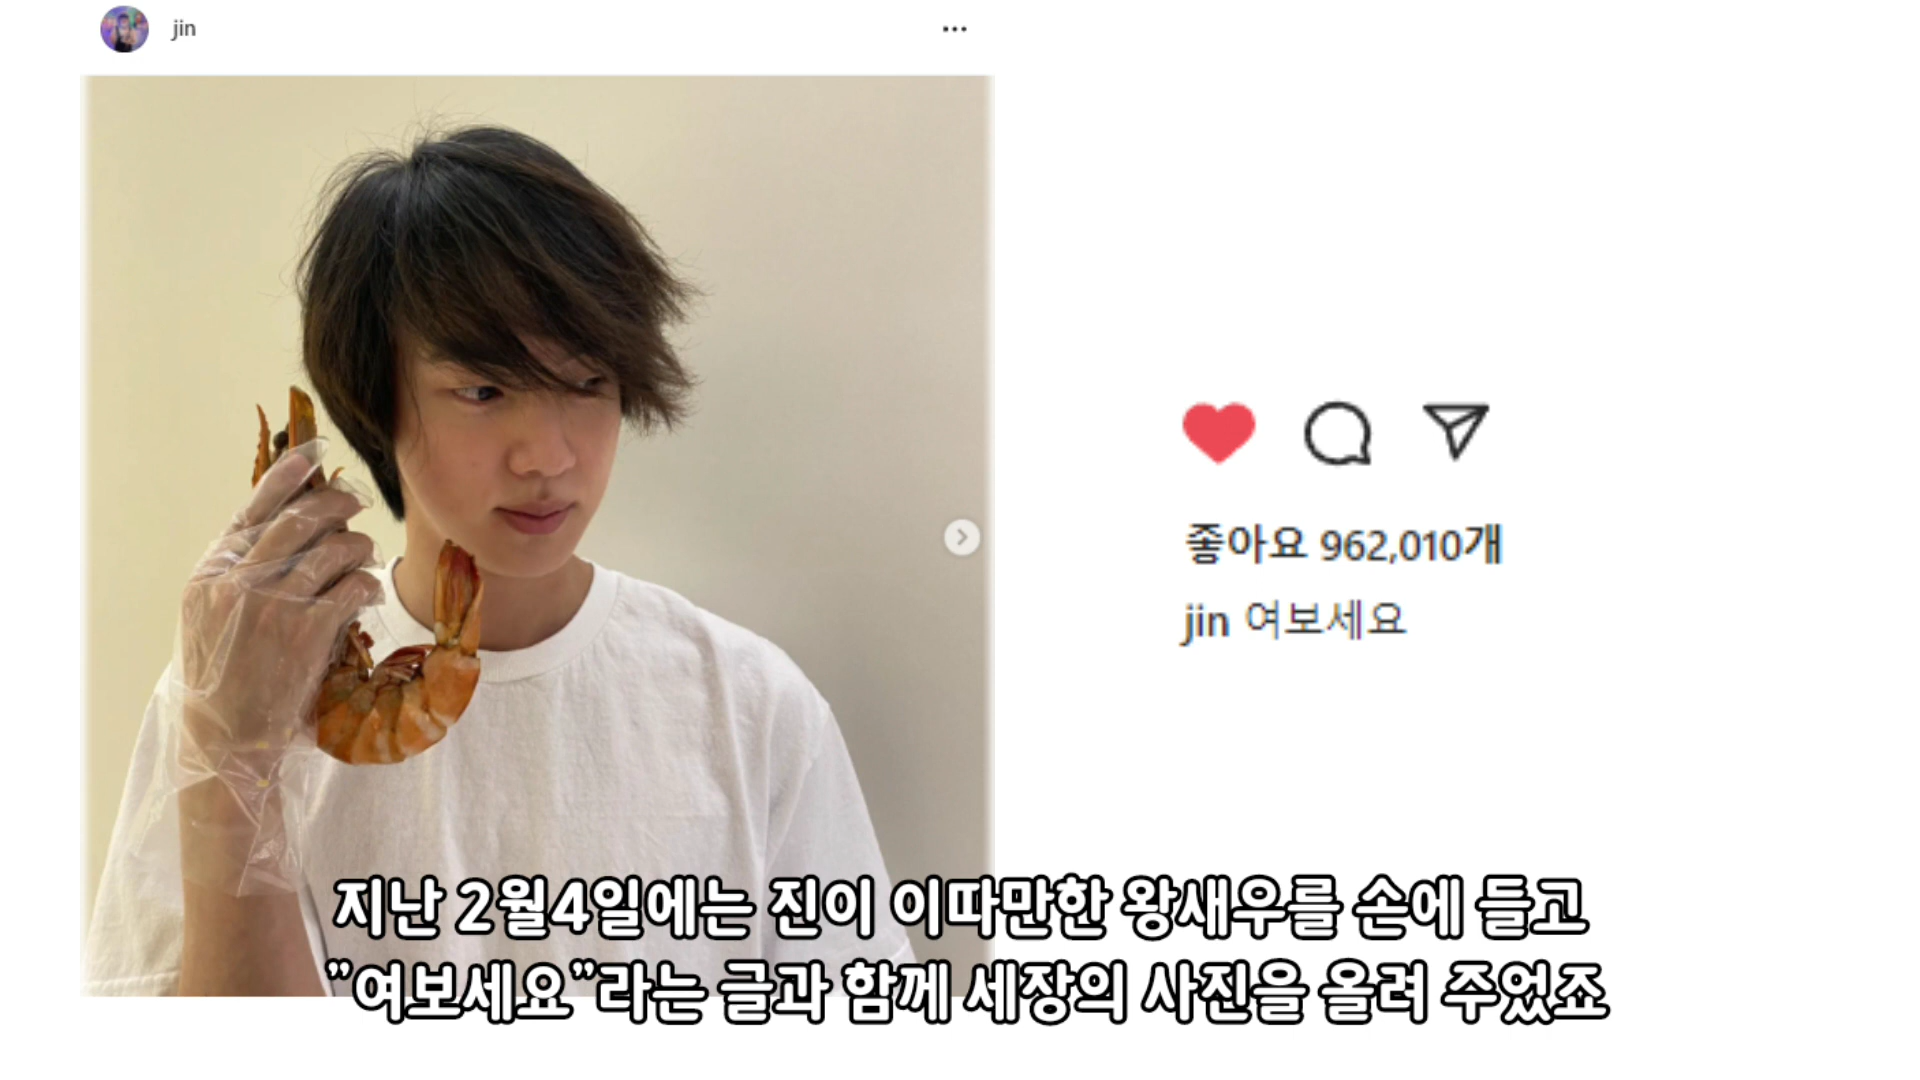 jin
좋아요 962,010개
jin 여보세요
지난 2월4일에는 진이 이따만한 왕새우를 손에 들고
”여보세요”라는 글과 함께 세장의 사진을 올려 주었죠